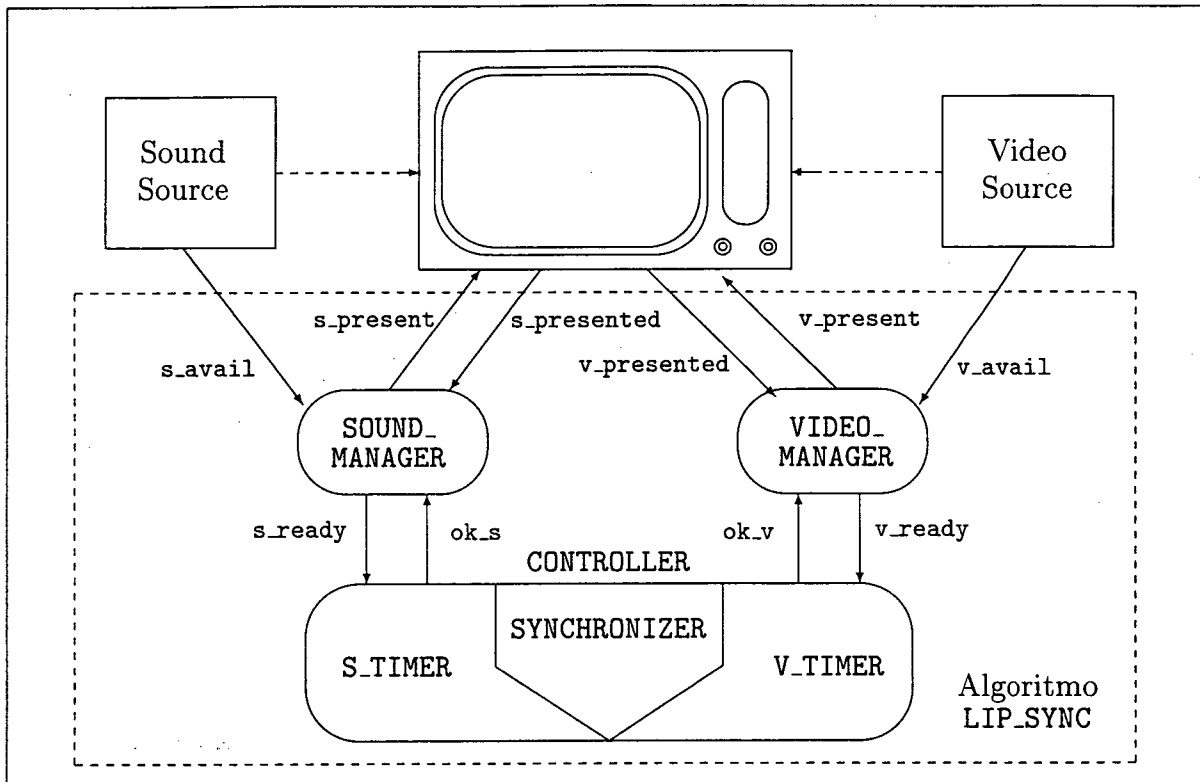 Sound
Source
Video
Source
s_present
s_presented
v_present
v_presented
s_avail
v_avail
SOUND_
MANAGER
VIDEO_
MANAGER
s_ready
ok_s
ok_v
v_ready
CONTROLLER
SYNCHRONIZER
S_TIMER
V_TIMER
Algoritmo
LIP_SYNC